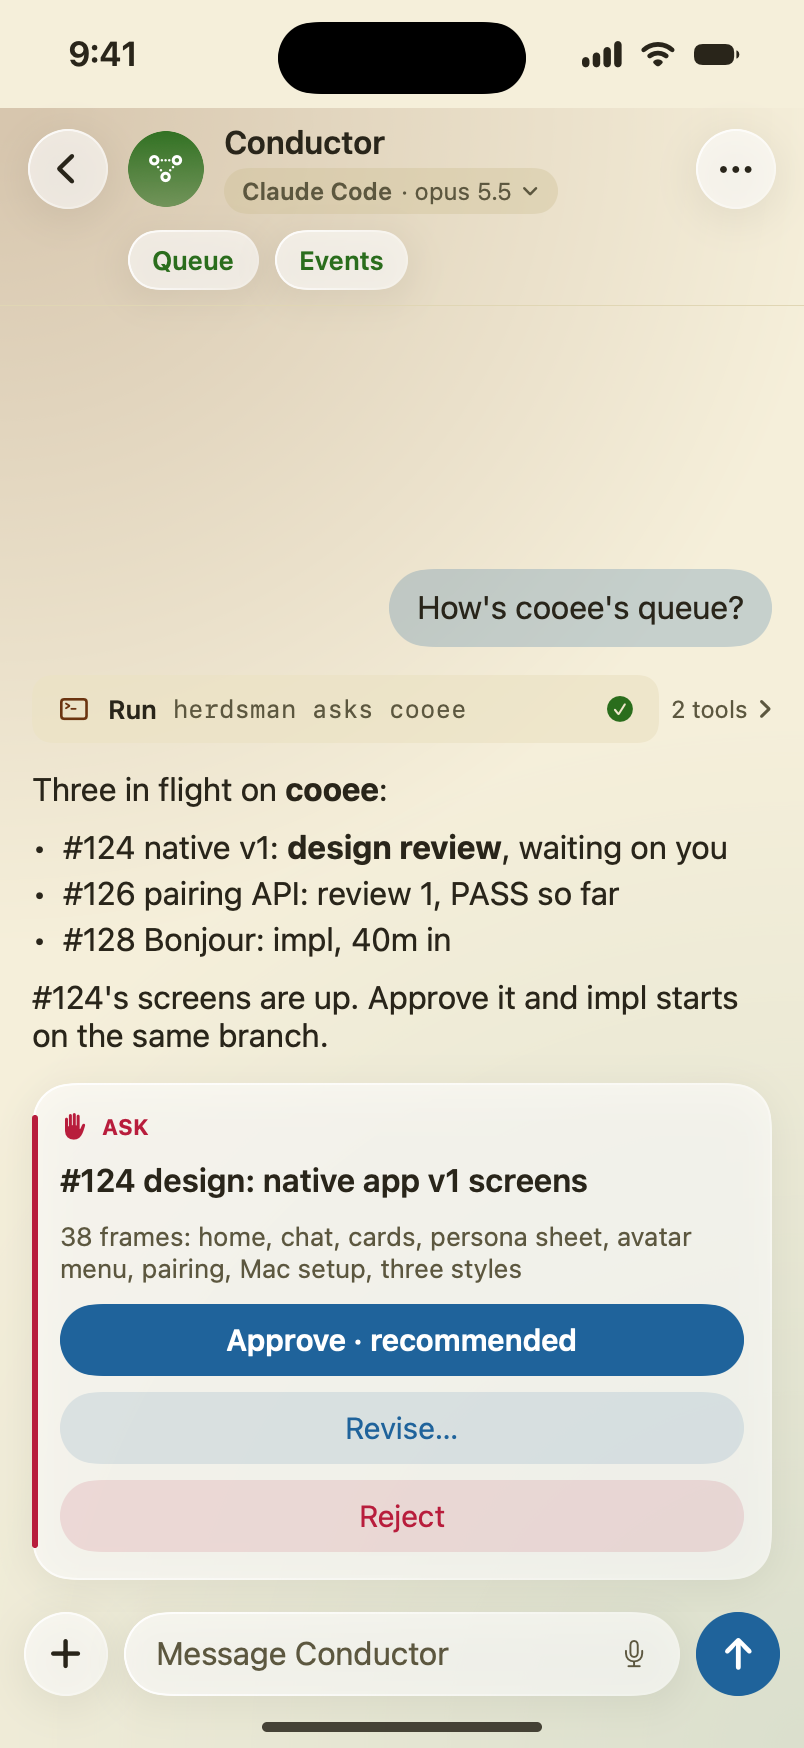 9:41
Conductor
Claude Code · opus 5.5
Queue
Events
How's cooee's queue?
Run herdsman asks cooee
2 tools
Three in flight on cooee:
• #124 native v1: design review, waiting on you
• #126 pairing API: review 1, PASS so far
• #128 Bonjour: impl, 40m in
#124's screens are up. Approve it and impl starts
on the same branch.
ASK
#124 design: native app v1 screens
38 frames: home, chat, cards, persona sheet, avatar
menu, pairing, Mac setup, three styles
Approve · recommended
Revise...
Reject
Message Conductor